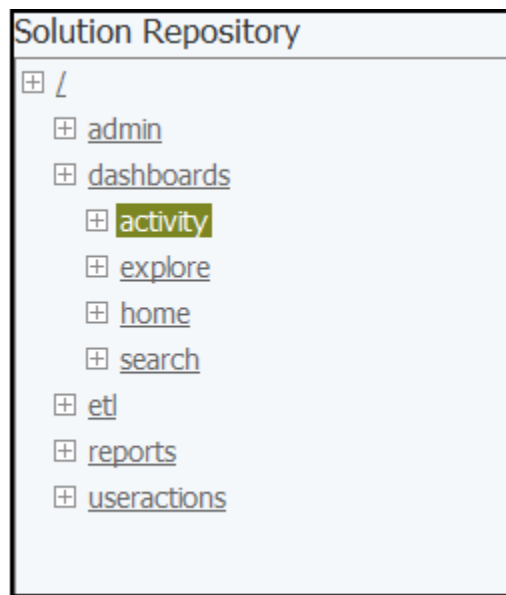 Solution Repository
/
admin
dashboards
activity
explore
home
search
etl
reports
useractions